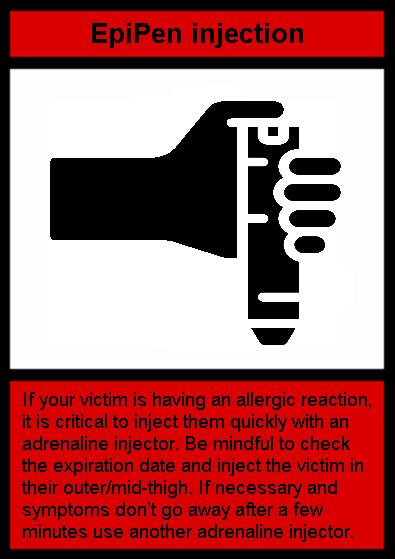 EpiPen injection
If your victim is having an allergic reaction,
it is critical to inject them quickly with an
adrenaline injector. Be mindful to check
the expiration date and inject the victim in
their outer/mid-thigh. If necessary and
symptoms don't go away after a few
minutes use another adrenaline injector.